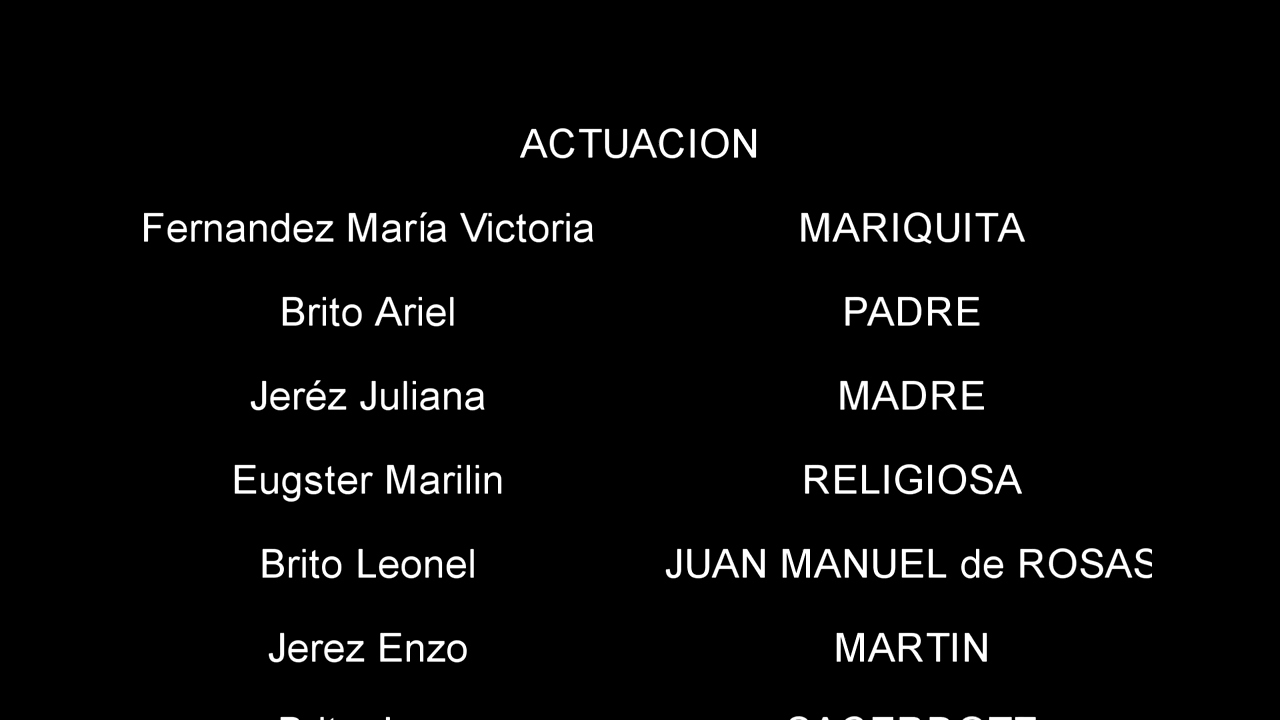 ACTUACION
Fernandez María Victoria MARIQUITA
Brito Ariel PADRE
Jeréz Juliana MADRE
Eugster Marilin RELIGIOSA
Brito Leonel JUAN MANUEL de ROSAS
Jerez Enzo MARTIN